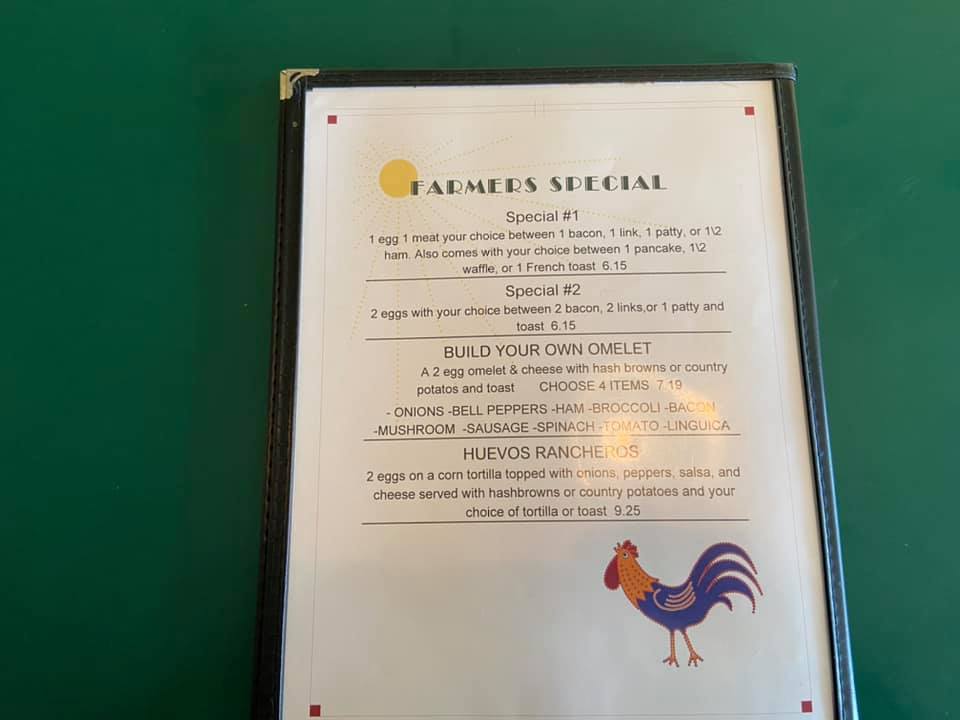 FARMERS SPECIAL
Special #1
1 egg 1 meat your choice between 1 bacon, 1 link, 1 patty, or 1\2
ham. Also comes with your choice between 1 pancake, 1\2
waffle, or 1 French toast 6.15
Special #2
2 eggs with your choice between 2 bacon, 2 links,or 1 patty and
toast 6.15
BUILD YOUR OWN OMELET
A 2 egg omelet & cheese with hash browns or country
potatos and toast CHOOSE 4 ITEMS 7.19
- ONIONS -BELL PEPPERS -HAM -BROCCOLI -BACON
-MUSHROOM -SAUSAGE -SPINACH -TOMATO -LINGUICA
HUEVOS RANCHEROS
2 eggs on a corn tortilla topped with onions, peppers, salsa, and
cheese served with hashbrowns or country potatoes and your
choice of tortilla or toast 9.25